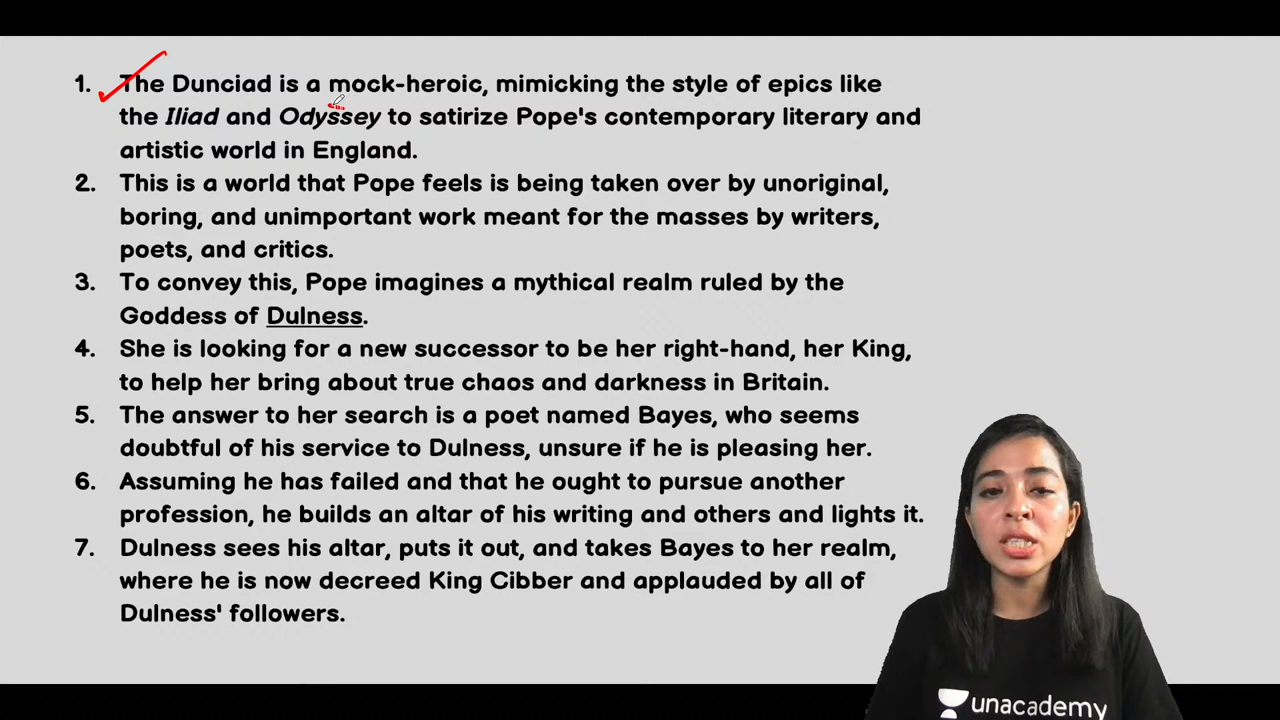 1. The Dunciad is a mock-heroic, mimicking the style of epics like
the Iliad and Odyssey to satirize Pope's contemporary literary and
artistic world in England.
2. This is a world that Pope feels is being taken over by unoriginal,
boring, and unimportant work meant for the masses by writers,
poets, and critics.
3. To convey this, Pope imagines a mythical realm ruled by the
Goddess of Dulness.
4. She is looking for a new successor to be her right-hand, her King,
to help her bring about true chaos and darkness in Britain.
5. The answer to her search is a poet named Bayes, who seems
doubtful of his service to Dulness, unsure if he is pleasing her.
6. Assuming he has failed and that he ought to pursue another
profession, he builds an altar of his writing and others and lights it.
7. Dulness sees his altar, puts it out, and takes Bayes to her realm,
where he is now decreed King Cibber and applauded by all of
Dulness' followers.
unacademy